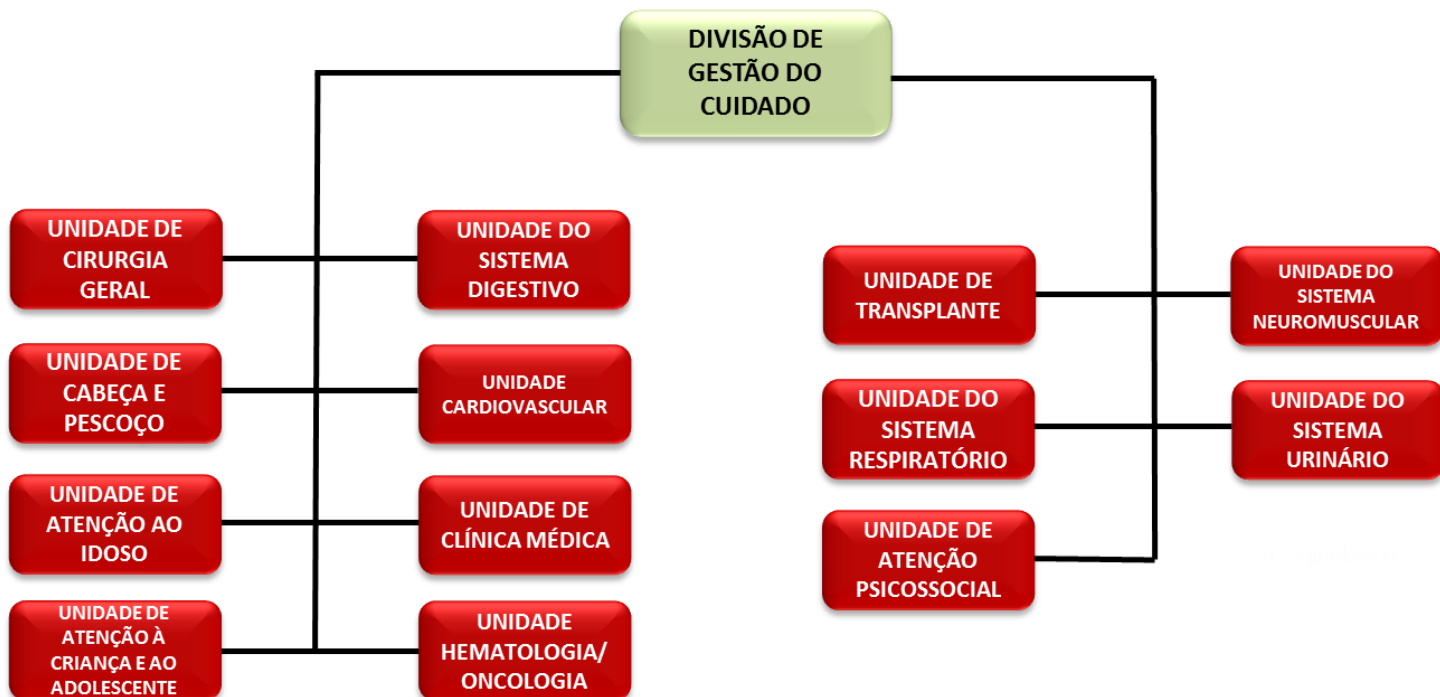 DIVISÃO DE
GESTÃO DO
CUIDADO
UNIDADE DE
CIRURGIA
GERAL
UNIDADE DO
SISTEMA
DIGESTIVO
UNIDADE DE
CABEÇA E
PESCOÇO
UNIDADE
CARDIOVASCULAR
UNIDADE DE
ATENÇÃO AO
IDOSO
UNIDADE DE
CLÍNICA MÉDICA
UNIDADE DE
ATENÇÃO À
CRIANÇA E AO
ADOLESCENTE
UNIDADE
HEMATOLOGIA/
ONCOLOGIA
UNIDADE DE
TRANSPLANTE
UNIDADE DO
SISTEMA
NEUROMUSCULAR
UNIDADE DO
SISTEMA
RESPIRATÓRIO
UNIDADE DO
SISTEMA
URINÁRIO
UNIDADE DE
ATENÇÃO
PSICOSSOCIAL